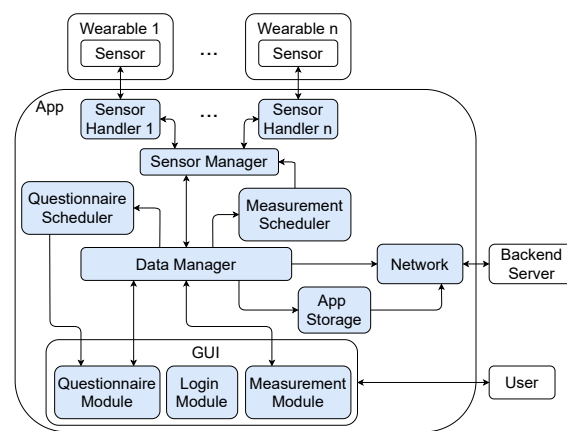 Wearable 1
Sensor
...
Wearable n
Sensor
App
Sensor
Handler 1
...
Sensor
Handler n
Sensor Manager
Questionnaire
Scheduler
Measurement
Scheduler
Data Manager
Network
Backend
Server
App
Storage
GUI
Questionnaire
Module
Login
Module
Measurement
Module
User